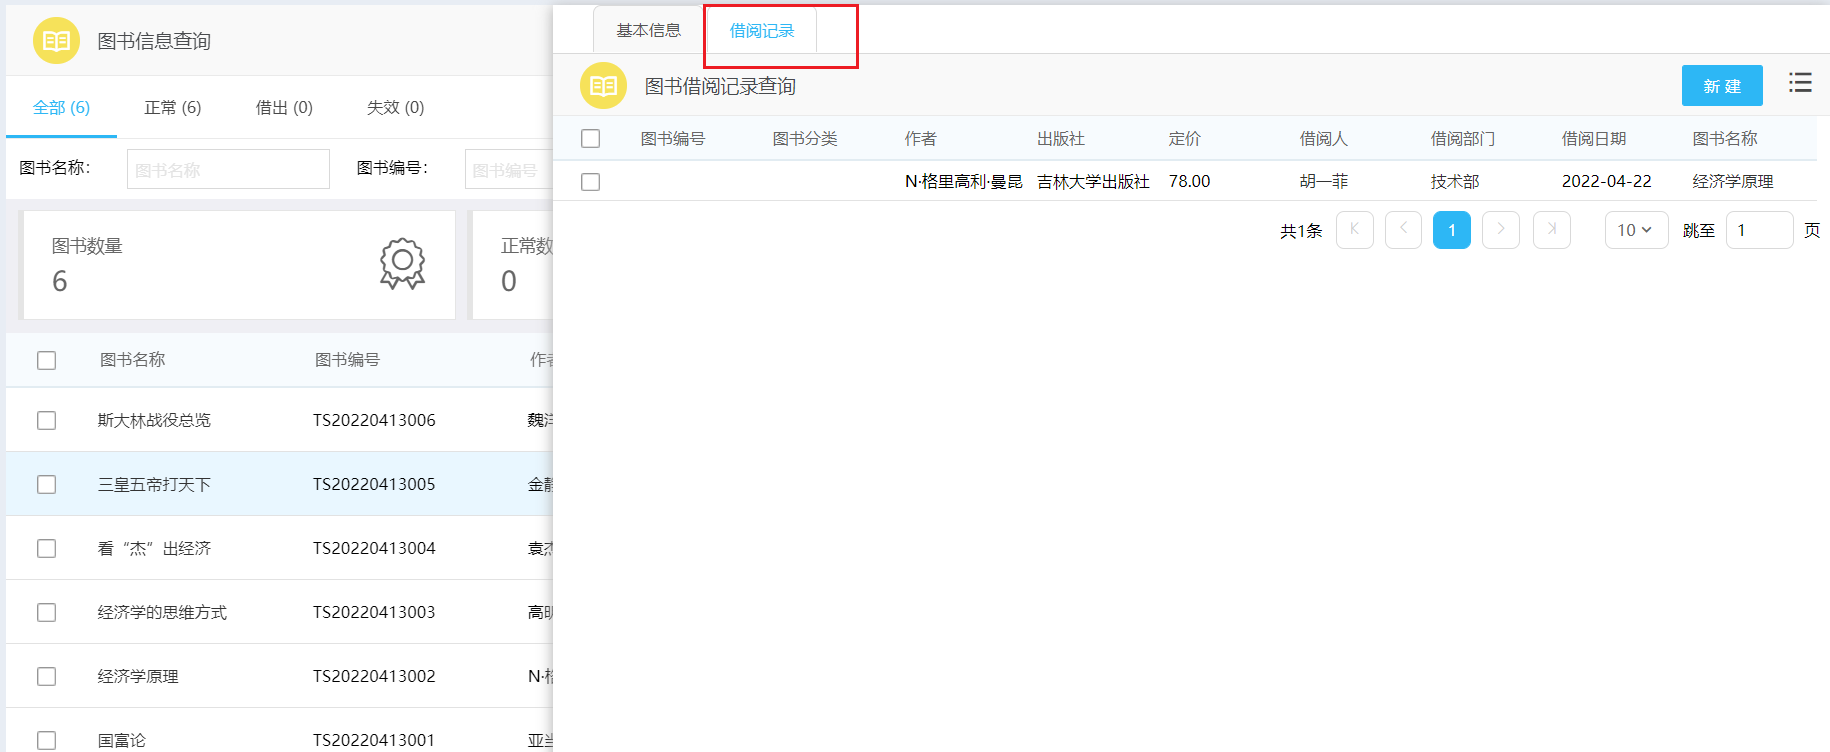 图书信息查询
全部 (6) 正常 (6) 借出 (0) 失效 (0)
图书名称： 图书名称 图书编号： 图书编号
图书数量
6
正常数
0
图书名称 图书编号 作者
斯大林战役总览 TS20220413006 魏洋
三皇五帝打天下 TS20220413005 金
看“杰”出经济 TS20220413004 袁杰
经济学的思维方式 TS20220413003 高明
经济学原理 TS20220413002 N·格
国富论 TS20220413001 亚当
基本信息 借阅记录
图书借阅记录查询 新 建
图书编号 图书分类 作者 出版社 定价 借阅人 借阅部门 借阅日期 图书名称
N·格里高利·曼昆 吉林大学出版社 78.00 胡一菲 技术部 2022-04-22 经济学原理
共1条 1 10 跳至 1 页